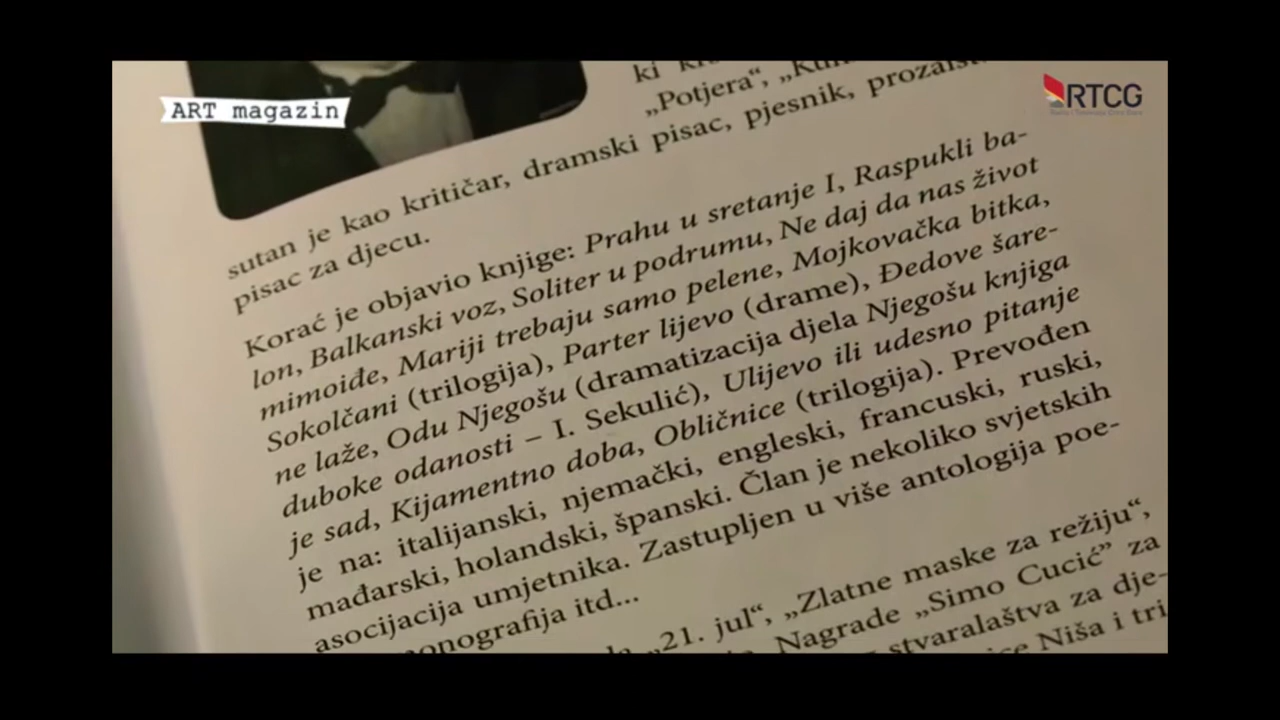 ART magazin
RTCG
ki
„Potjera“,
sutan je kao kritičar, dramski pisac, pjesnik,
pisac za djecu.
Korać je objavio knjige: Prahu u sretanje I, Raspukli ba-
lon, Balkanski voz, Soliter u podrumu, Ne daj da nas život
mimoiđe, Mariji trebaju samo pelene, Mojkovačka bitka,
Sokolčani (trilogija), Parter lijevo (drame), Đedove šare-
ne laže, Odu Njegošu (dramatizacija djela Njegošu knjiga
duboke odanosti – I. Sekulić), Ulijevo ili udesno pitanje
je sad, Kijamentno doba, Obličnice (trilogija). Prevođen
je na: italijanski, njemački, engleski, francuski, ruski,
mađarski, holandski, španski. Član je nekoliko svjetskih
asocijacija umjetnika. Zastupljen u više antologija poe-
itd...
„21. jul“, „Zlatne maske za režiju“,
Nagrade „Simo Cucić” za
stvaralaštva za dje-
Niša i tri